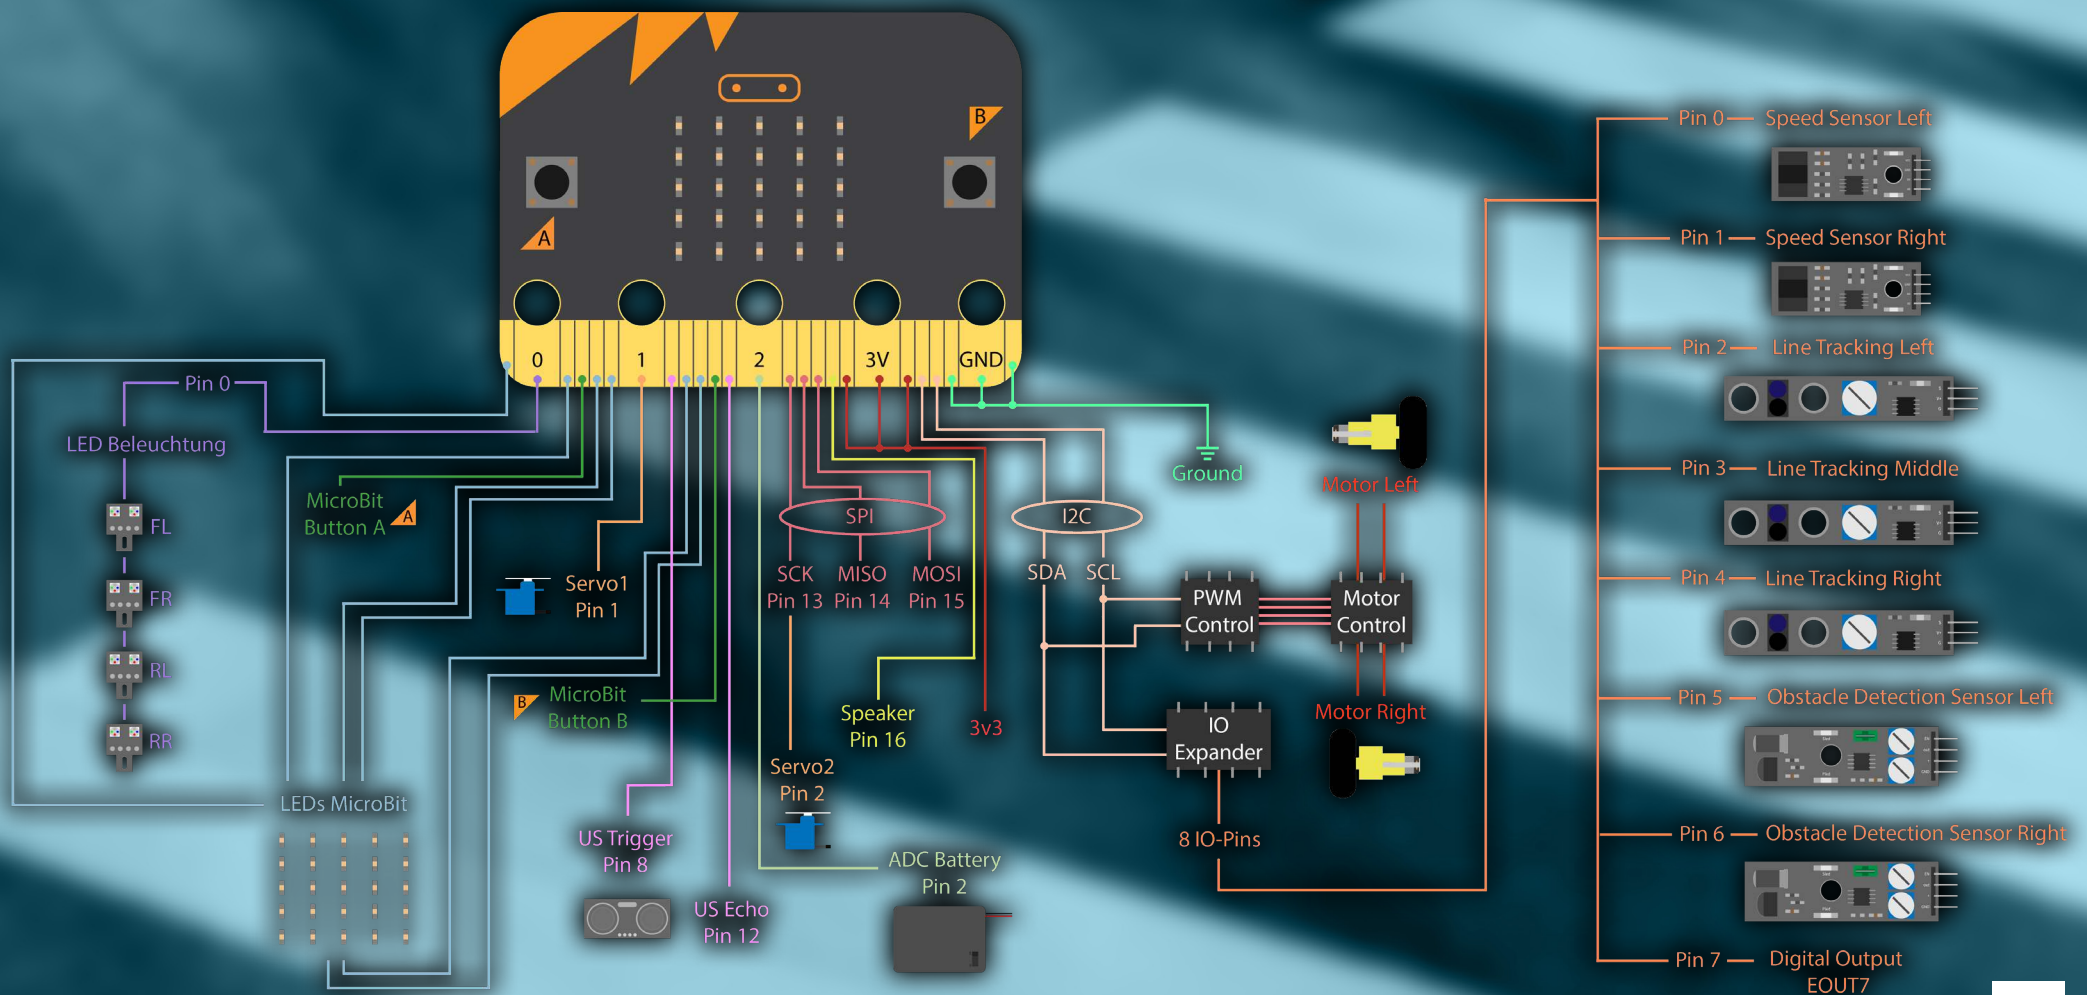 B
A
0
1
2
3V
GND
Pin 0
LED Beleuchtung
FL
FR
RL
RR
MicroBit
Button A
A
LEDs MicroBit
Servo1
Pin 1
B
MicroBit
Button B
US Trigger
Pin 8
US Echo
Pin 12
SPI
SCK
Pin 13
MISO
Pin 14
MOSI
Pin 15
Servo2
Pin 2
Speaker
Pin 16
ADC Battery
Pin 2
3v3
I2C
SDA
SCL
Ground
PWM
Control
Motor
Control
Motor Left
Motor Right
IO
Expander
8 IO-Pins
Pin 0
Speed Sensor Left
Pin 1
Speed Sensor Right
Pin 2
Line Tracking Left
Pin 3
Line Tracking Middle
Pin 4
Line Tracking Right
Pin 5
Obstacle Detection Sensor Left
Pin 6
Obstacle Detection Sensor Right
Pin 7
Digital Output
EOUT7